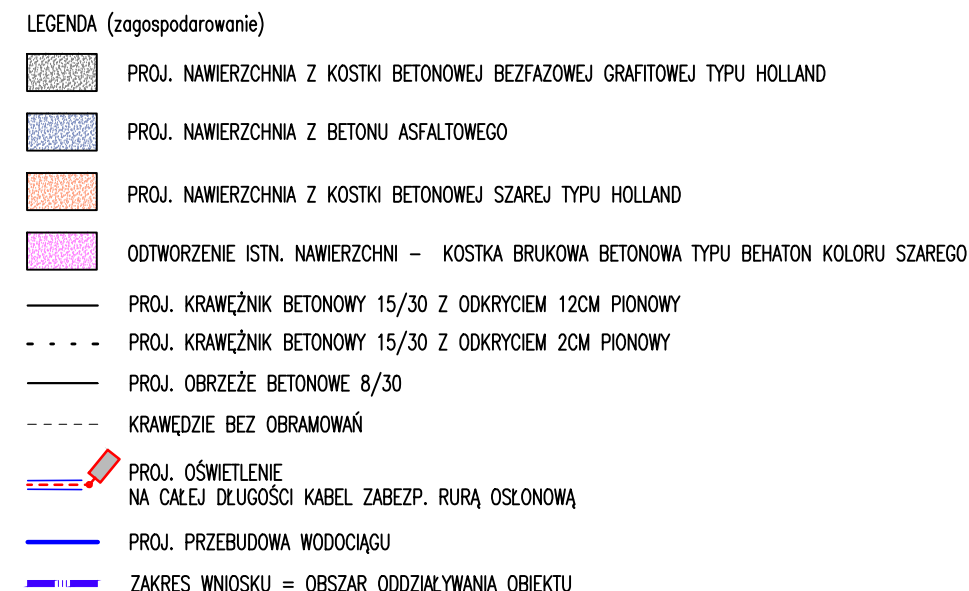 LEGENDA (zagospodarowanie)
PROJ. NAWIERZCHNIA Z KOSTKI BETONOWEJ BEZFAZOWEJ GRAFITOWEJ TYPU HOLLAND
PROJ. NAWIERZCHNIA Z BETONU ASFALTOWEGO
PROJ. NAWIERZCHNIA Z KOSTKI BETONOWEJ SZAREJ TYPU HOLLAND
ODTWORZENIE ISTN. NAWIERZCHNI – KOSTKA BRUKOWA BETONOWA TYPU BEHATON KOLORU SZAREGO
PROJ. KRAWĘŻNIK BETONOWY 15/30 Z ODKRYCIEM 12CM PIONOWY
PROJ. KRAWĘŻNIK BETONOWY 15/30 Z ODKRYCIEM 2CM PIONOWY
PROJ. OBRZEŻE BETONOWE 8/30
KRAWĘDZIE BEZ OBRAMOWAŃ
PROJ. OŚWIETLENIE
NA CAŁEJ DŁUGOŚCI KABEL ZABEZP. RURĄ OSŁONOWĄ
PROJ. PRZEBUDOWA WODOCIĄGU
ZAKRES WNIOSKU = OBSZAR ODDZIAŁYWANIA OBIEKTU